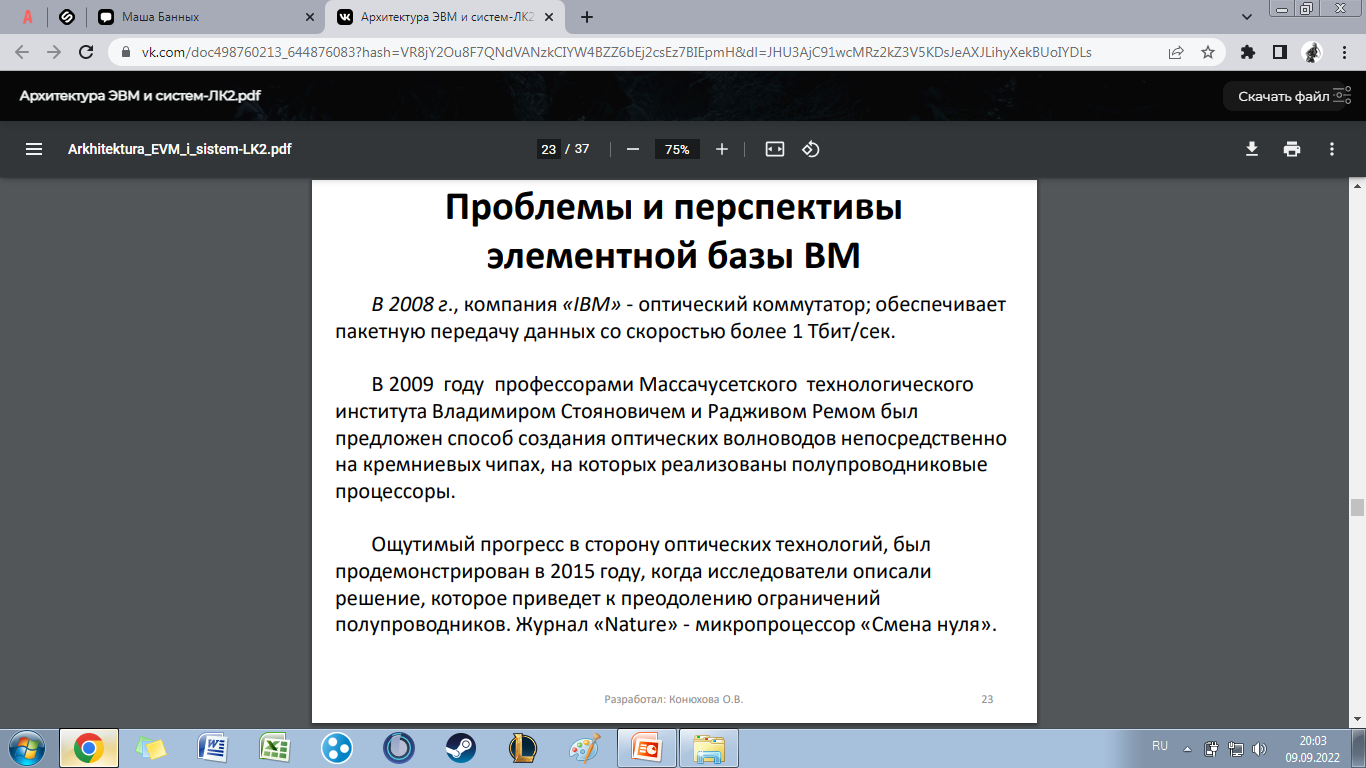 Маша Банных
Архитектура ЭВМ и систем-ЛК2
vk.com/doc498760213_644876083?hash=VR8jY2Ou8F7QNdVANzkCIYW4BZZ6bEj2csEz7BIEpmH&dl=JHU3AjC91wcMRz2kZ3V5KDsJeAXJLihyXekBUoIYDLs
Архитектура ЭВМ и систем-ЛК2.pdf
Скачать файл
Arkhitektura_EVM_i_sistem-LK2.pdf
23 / 37
75%
Проблемы и перспективы
элементной базы ВМ
В 2008 г., компания «IBM» - оптический коммутатор; обеспечивает
пакетную передачу данных со скоростью более 1 Тбит/сек.
В 2009 году профессорами Массачусетского технологического
института Владимиром Стояновичем и Радживом Ремом был
предложен способ создания оптических волноводов непосредственно
на кремниевых чипах, на которых реализованы полупроводниковые
процессоры.
Ощутимый прогресс в сторону оптических технологий, был
продемонстрирован в 2015 году, когда исследователи описали
решение, которое приведет к преодолению ограничений
полупроводников. Журнал «Nature» - микропроцессор «Смена нуля».
Разработал: Конюхова О.В.
23
RU
20:03
09.09.2022